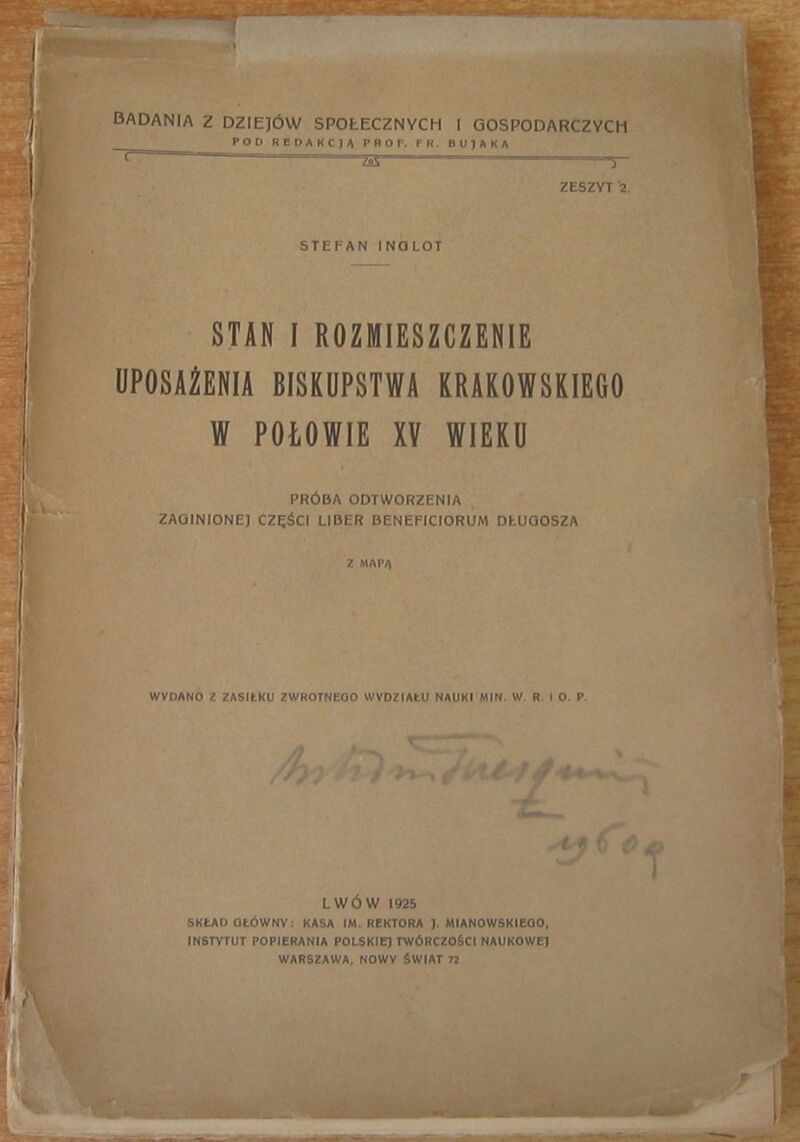 BADANIA Z DZIEJÓW SPOŁECZNYCH I GOSPODARCZYCH
POD REDAKCJĄ PROF. FR. BUJAKA
ZESZYT 2.
STEFAN INGLOT
STAN I ROZMIESZCZENIE
UPOSAŻENIA BISKUPSTWA KRAKOWSKIEGO
W POŁOWIE XV WIEKU
PRÓBA ODTWORZENIA
ZAGINIONEJ CZĘŚCI LIBER BENEFICIORUM DŁUGOSZA
Z MAPĄ
WYDANO Z ZASIŁKU ZWROTNEGO WYDZIAŁU NAUKI MIN. W. R. I O. P.
LWÓW 1925
SKŁAD GŁÓWNY: KASA IM. REKTORA J. MIANOWSKIEGO,
INSTYTUT POPIERANIA POLSKIEJ TWÓRCZOŚCI NAUKOWEJ
WARSZAWA, NOWY ŚWIAT 72